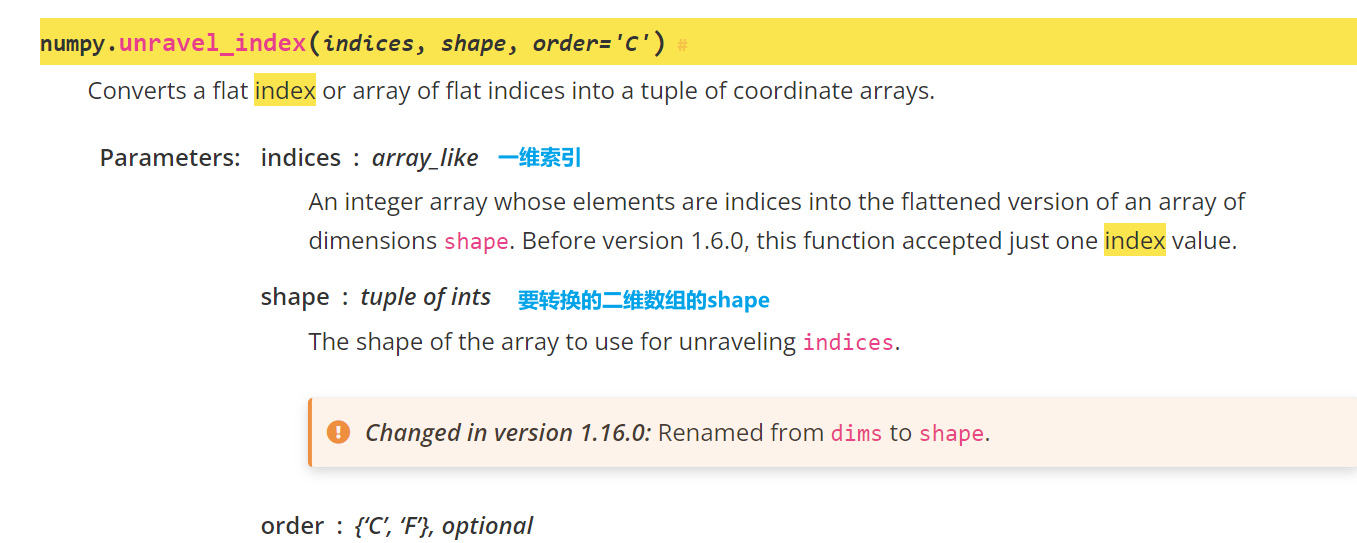 numpy.unravel_index(indices, shape, order='C') #
Converts a flat index or array of flat indices into a tuple of coordinate arrays.
Parameters: indices : array_like 一维索引
An integer array whose elements are indices into the flattened version of an array of
dimensions shape. Before version 1.6.0, this function accepted just one index value.
shape : tuple of ints 要转换的二维数组的shape
The shape of the array to use for unraveling indices.
Changed in version 1.16.0: Renamed from dims to shape.
order : {‘C’, ‘F’}, optional